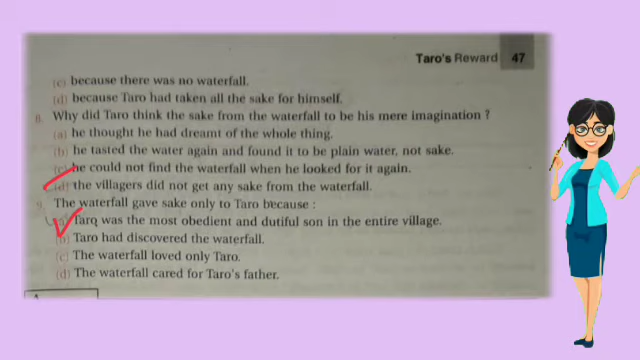 Taro's Reward 47
(c) because there was no waterfall.
(d) because Taro had taken all the sake for himself.
8. Why did Taro think the sake from the waterfall to be his mere imagination ?
(a) he thought he had dreamt of the whole thing.
(b) he tasted the water again and found it to be plain water, not sake.
(c) he could not find the waterfall when he looked for it again.
(d) the villagers did not get any sake from the waterfall.
9. The waterfall gave sake only to Taro because :
(a) Taro was the most obedient and dutiful son in the entire village.
(b) Taro had discovered the waterfall.
(c) The waterfall loved only Taro.
(d) The waterfall cared for Taro's father.